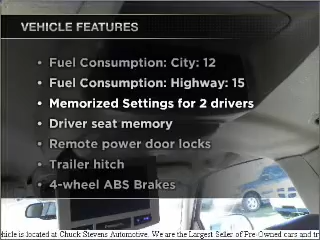 VEHICLE FEATURES
• Fuel Consumption: City: 12
• Fuel Consumption: Highway: 15
• Memorized Settings for 2 drivers
• Driver seat memory
• Remote power door locks
• Trailer hitch
• 4-wheel ABS Brakes
hicle is located at Chuck Stevens Automotive. We are the Largest Seller of Pre-Owned cars and tr